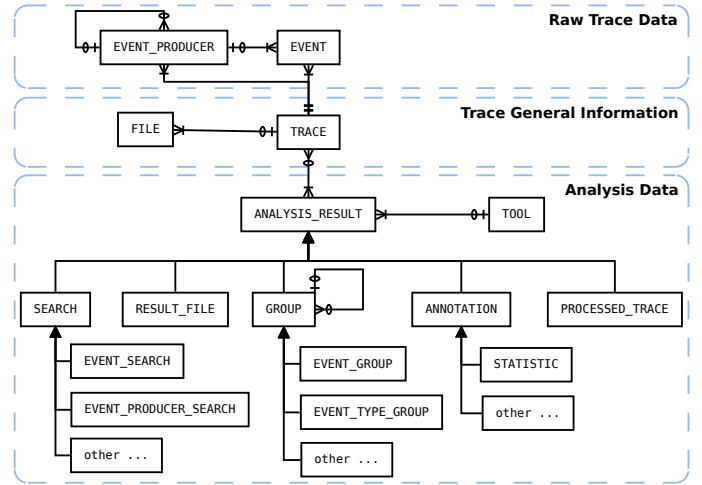 Raw Trace Data
EVENT_PRODUCER
EVENT
Trace General Information
FILE
TRACE
Analysis Data
ANALYSIS_RESULT
TOOL
SEARCH
RESULT_FILE
GROUP
ANNOTATION
PROCESSED_TRACE
EVENT_SEARCH
EVENT_PRODUCER_SEARCH
other ...
EVENT_GROUP
EVENT_TYPE_GROUP
other ...
STATISTIC
other ...